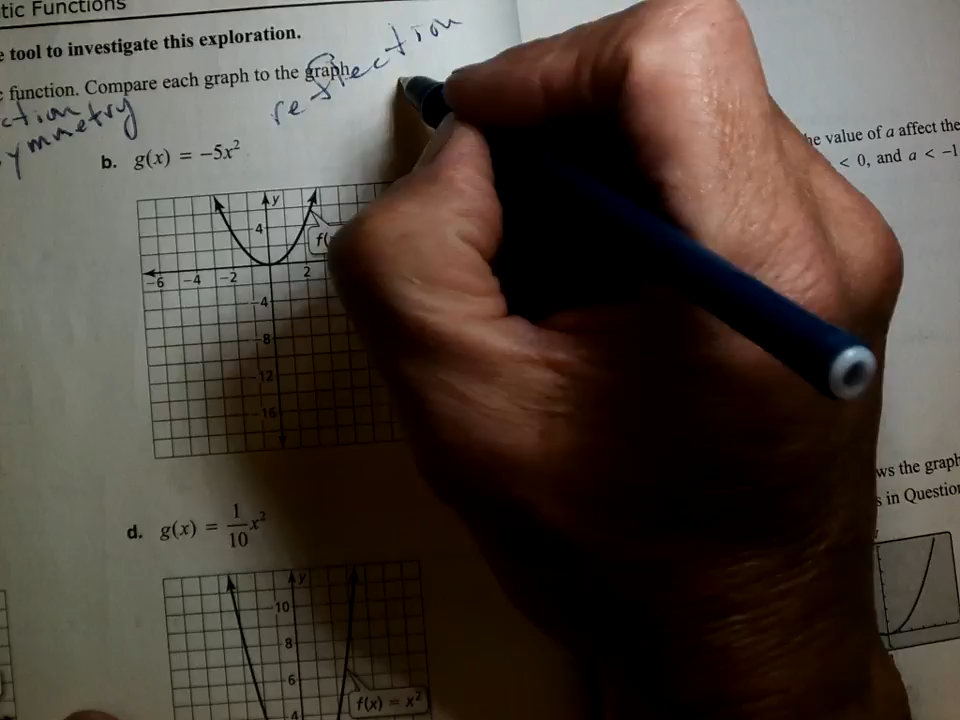 tic Functions
e tool to investigate this exploration.
reflection
function. Compare each graph to the graph
ction
ymmetry
b. g(x) = −5x²
he value of a affect the
< 0, and a < −1
y
4
f(
−6 −4 −2 2
−4
−8
−12
−16
ws the graph
s in Question
d. g(x) = 1/10 x²
y
10
8
6
f(x) = x²
4